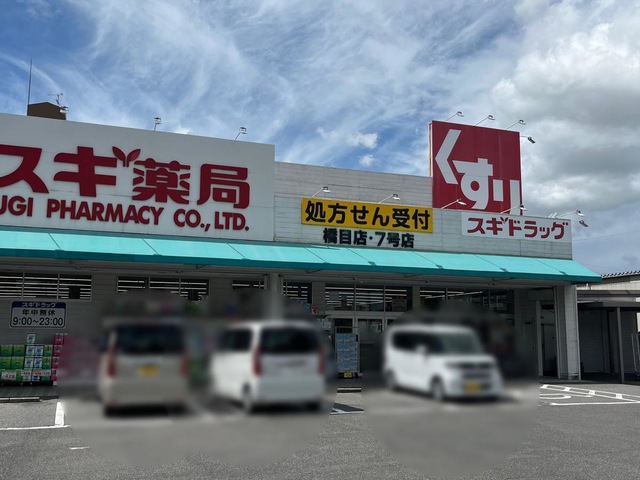 スギ薬局
UGI PHARMACY CO., LTD.
処方せん受付
橋目店・7号店
くすり
スギドラッグ
スギドラッグ
年中無休
9:00~23:00